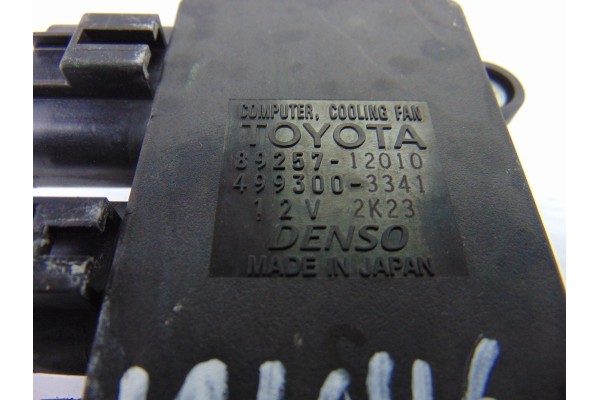 COMPUTER, COOLING FAN
TOYOTA
89257-12010
499300-3341
12V 2K23
DENSO
MADE IN JAPAN